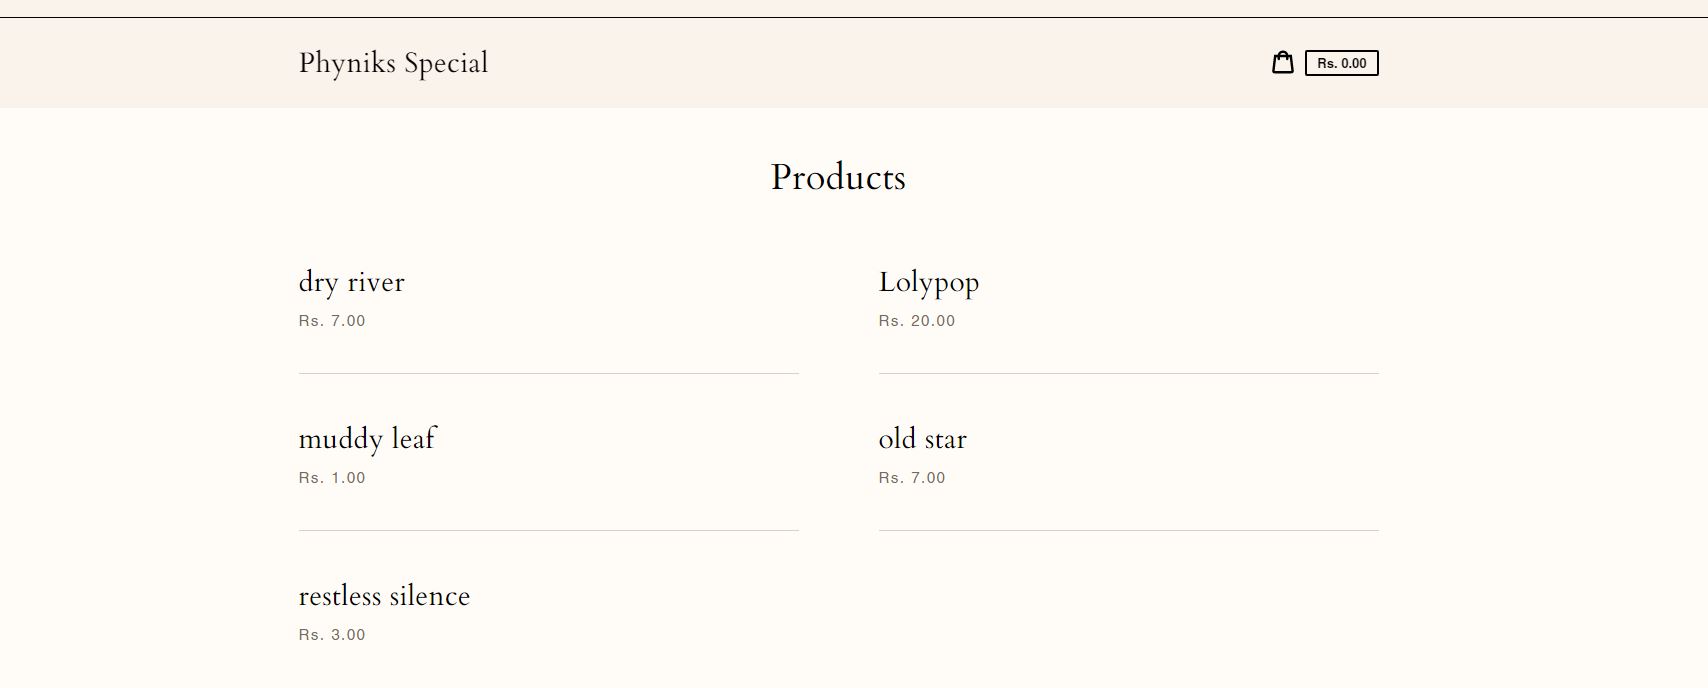 Phyniks Special
Rs. 0.00
Products
dry river
Rs. 7.00
Lolypop
Rs. 20.00
muddy leaf
Rs. 1.00
old star
Rs. 7.00
restless silence
Rs. 3.00